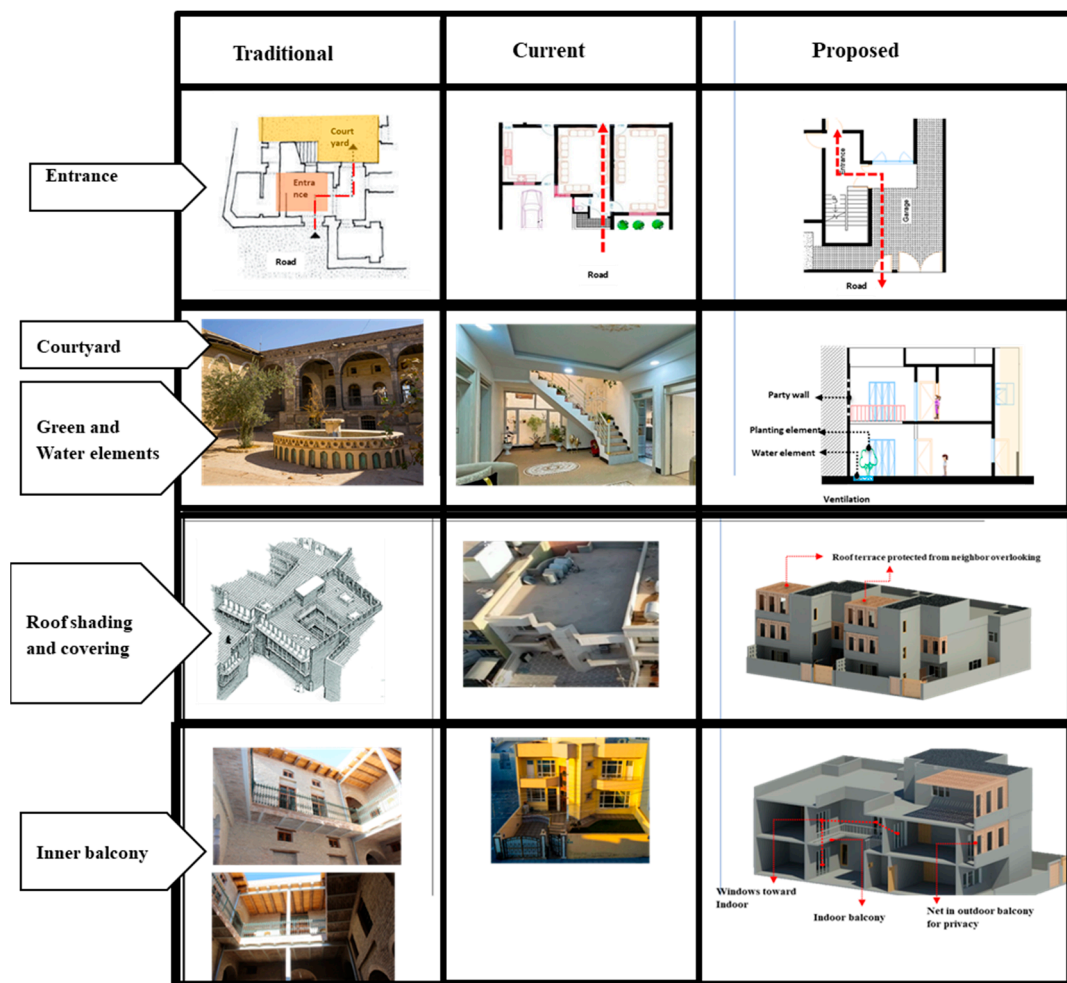 Traditional
Current
Proposed
Entrance
Court
yard
Entra
nce
Road
Road
Entrance
UP
Garage
Road
Courtyard
Green and
Water elements
Party wall
Planting element
Water element
Ventilation
Roof shading
and covering
Roof terrace protected from neighbor overlooking
Inner balcony
Windows toward
Indoor
Indoor balcony
Net in outdoor balcony
for privacy